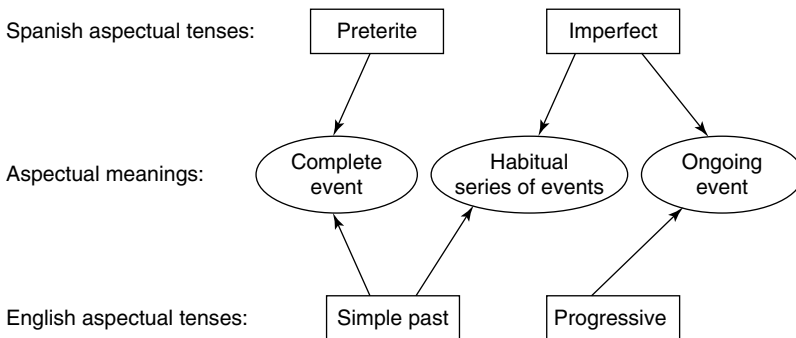 Spanish aspectual tenses: Preterite Imperfect
Aspectual meanings: Complete event Habitual series of events Ongoing event
English aspectual tenses: Simple past Progressive